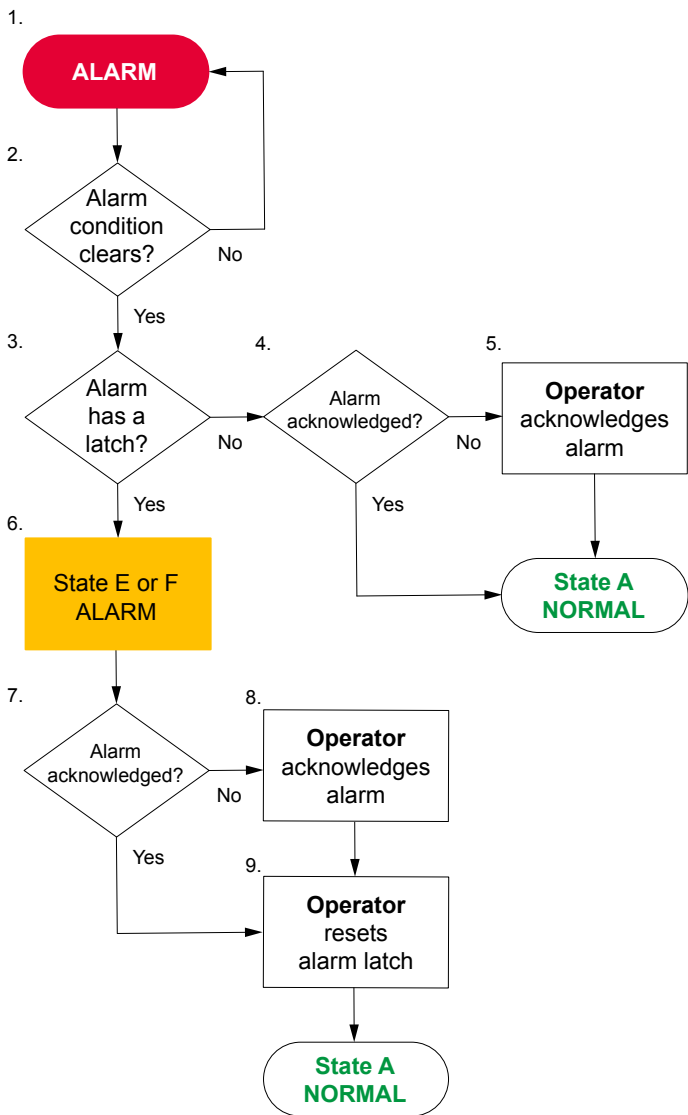 1.
ALARM
2.
Alarm
condition
clears?
No
Yes
3.
Alarm
has a
latch?
No
Yes
4.
Alarm
acknowledged?
No
Yes
5.
Operator
acknowledges
alarm
State A
NORMAL
6.
State E or F
ALARM
7.
Alarm
acknowledged?
No
Yes
8.
Operator
acknowledges
alarm
9.
Operator
resets
alarm latch
State A
NORMAL